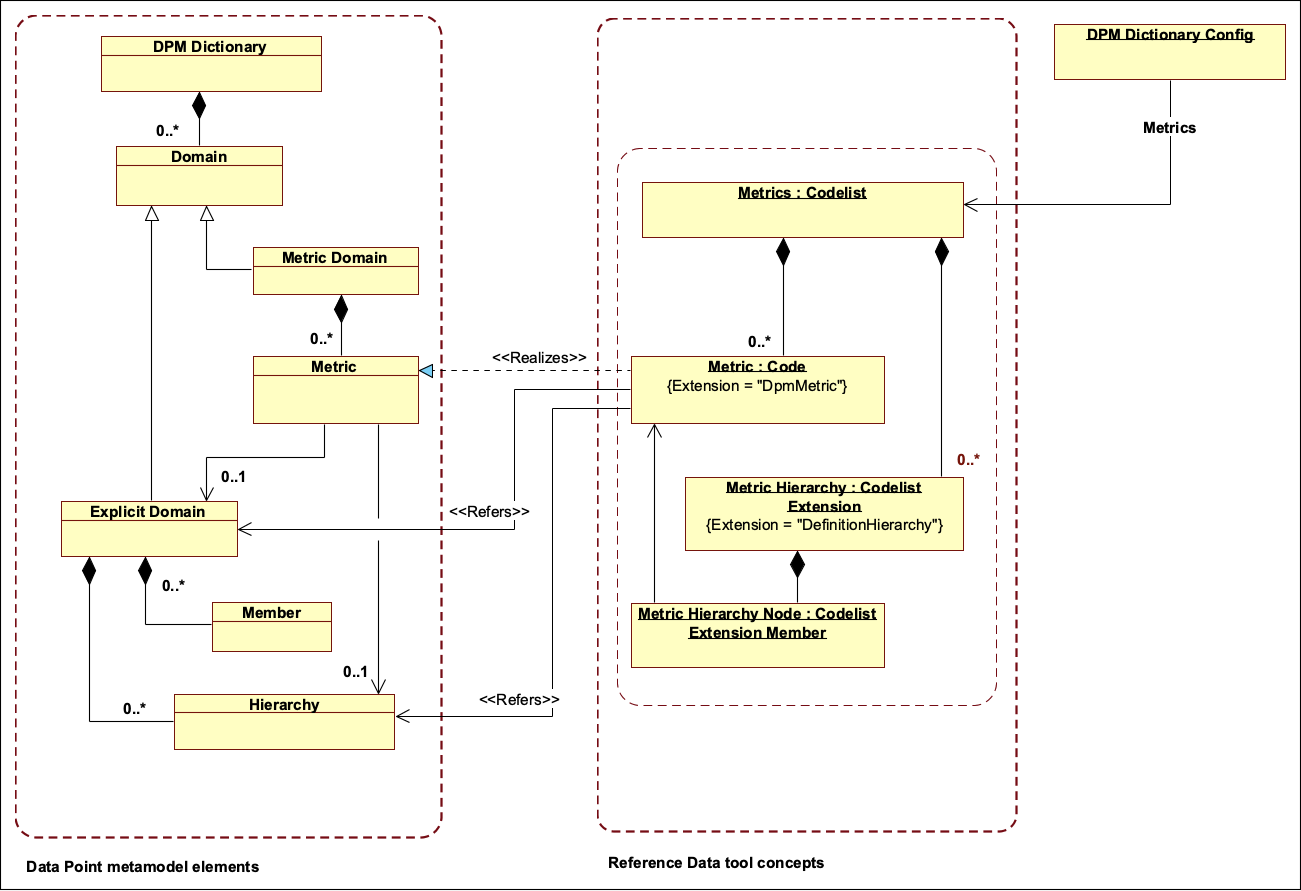 DPM Dictionary
0..*
Domain
Metric Domain
0..*
Metric
0..1
Explicit Domain
0..*
Member
0..1
0..*
Hierarchy
<<Realizes>>
<<Refers>>
<<Refers>>
Metrics : Codelist
0..*
Metric : Code
{Extension = "DpmMetric"}
0..*
Metric Hierarchy : Codelist
Extension
{Extension = "DefinitionHierarchy"}
Metric Hierarchy Node : Codelist
Extension Member
DPM Dictionary Config
Metrics
Data Point metamodel elements
Reference Data tool concepts